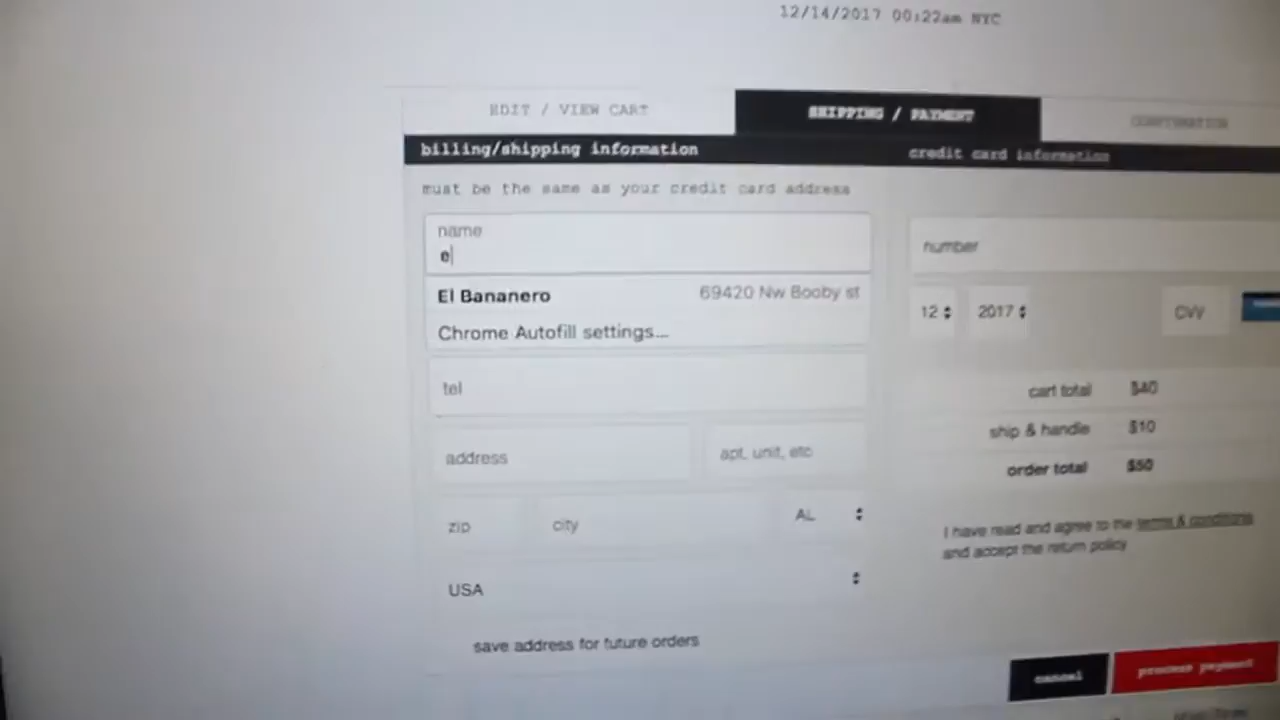 12/14/2017 00:22am NYC
EDIT / VIEW CART
SHIPPING / PAYMENT
CONFIRMATION
billing/shipping information
credit card information
must be the same as your credit card address
name
e
number
El Bananero 69420 Nw Booby st
Chrome Autofill settings...
12 2017 CVV
tel
cart total $40
ship & handle $10
order total $50
address
apt, unit, etc
zip
city
AL
I have read and agree to the terms & conditions
and accept the return policy
USA
save address for future orders
cancel
process payment